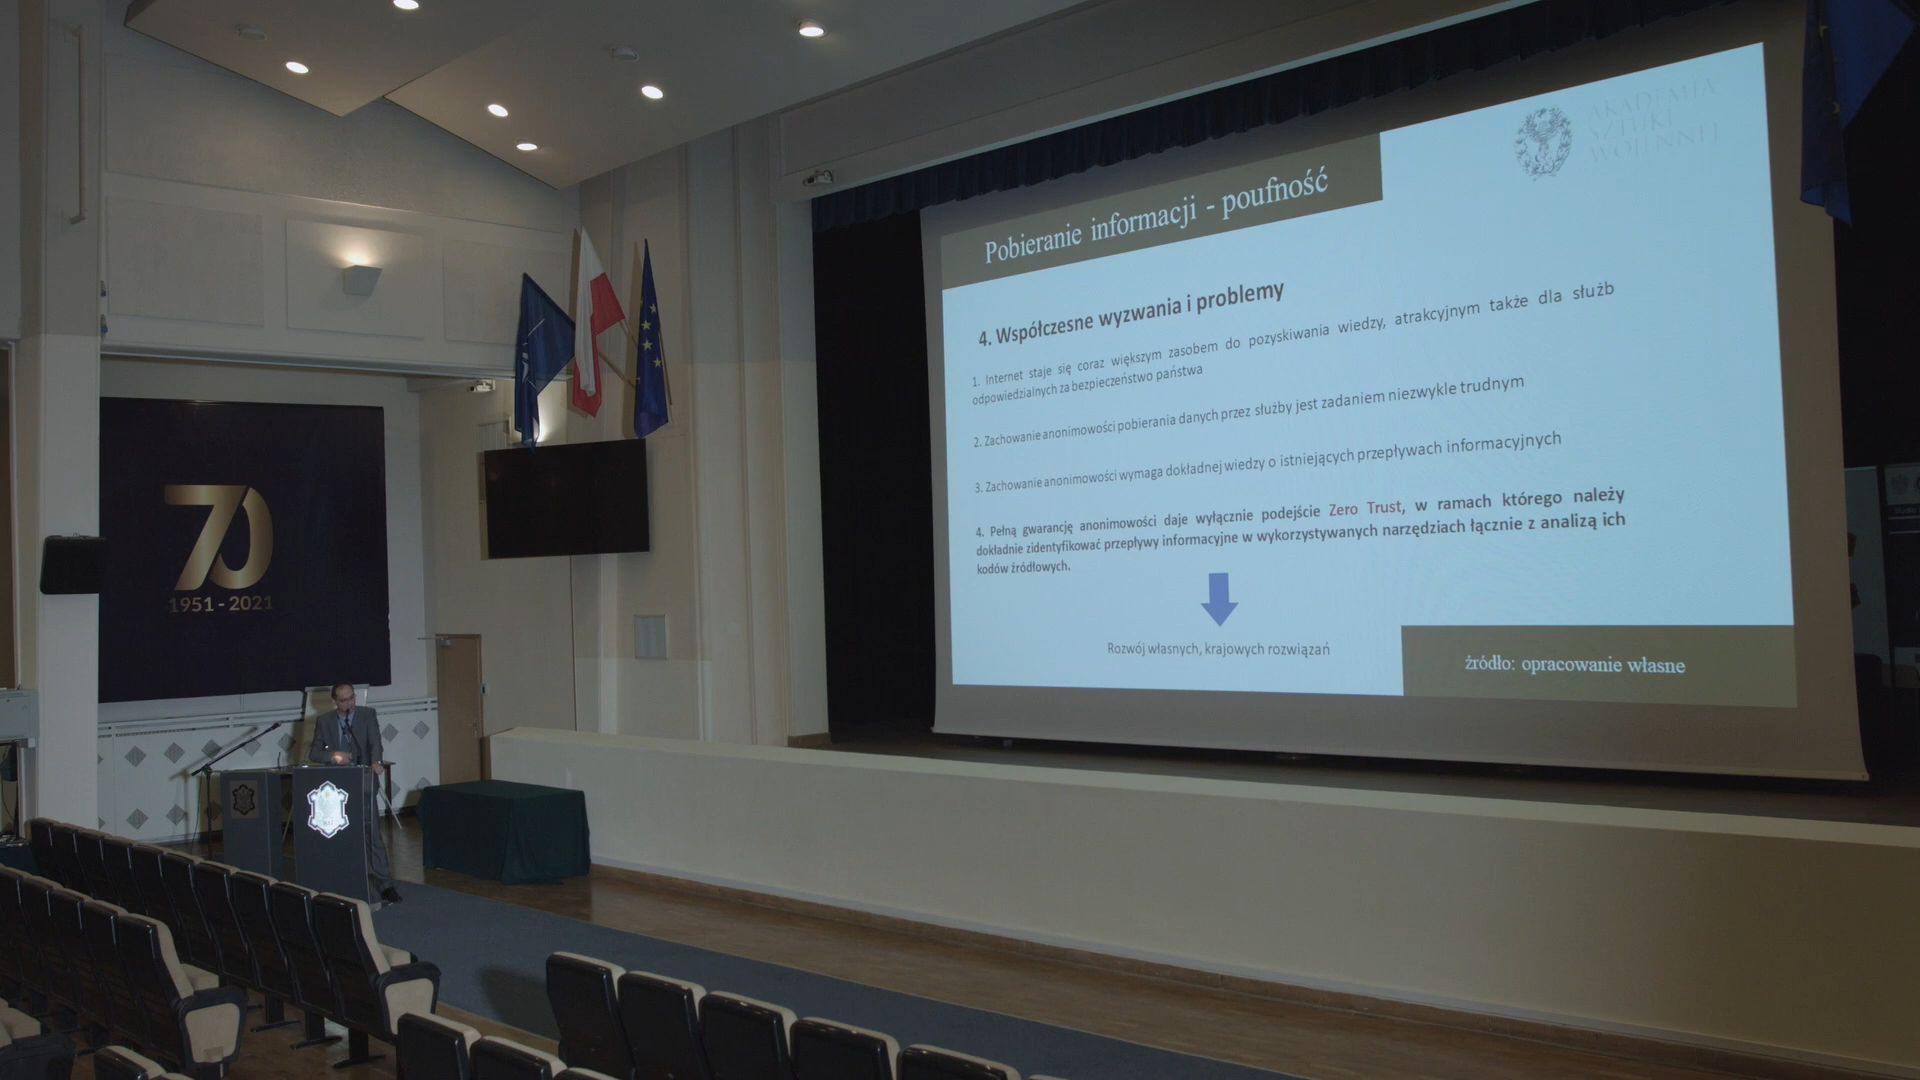 AKADEMIA
SZTUKI
WOJENNEJ
Pobieranie informacji - poufność
4. Współczesne wyzwania i problemy
1. Internet staje się coraz większym zasobem do pozyskiwania wiedzy, atrakcyjnym także dla służb
odpowiedzialnych za bezpieczeństwo państwa
2. Zachowanie anonimowości pobierania danych przez służby jest zadaniem niezwykle trudnym
3. Zachowanie anonimowości wymaga dokładnej wiedzy o istniejących przepływach informacyjnych
4. Pełną gwarancję anonimowości daje wyłącznie podejście Zero Trust, w ramach którego należy
dokładnie zidentyfikować przepływy informacyjne w wykorzystywanych narzędziach łącznie z analizą ich
kodów źródłowych.
Rozwój własnych, krajowych rozwiązań
źródło: opracowanie własne
70
1951 - 2021